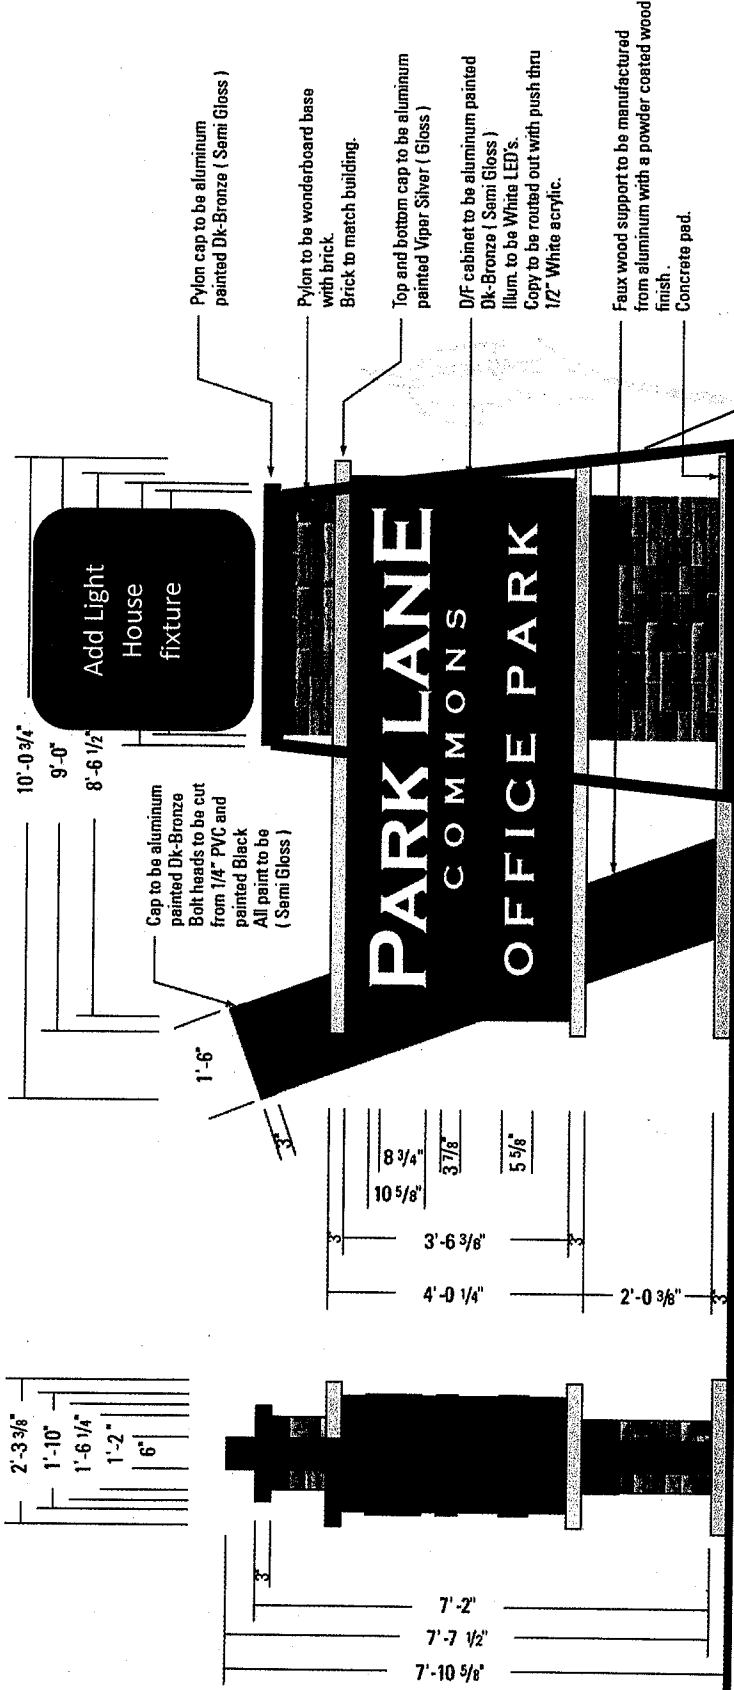 10'-0 3/4"
9'-0"
8'-6 1/2"
Add Light
House
fixture
Cap to be aluminum
painted Dk-Bronze
Bolt heads to be cut
from 1/4" PVC and
painted Black
All paint to be
( Semi Gloss )
1'-6"
3"
Pylon cap to be aluminum
painted Dk-Bronze ( Semi Gloss )
Pylon to be wonderboard base
with brick.
Brick to match building.
Top and bottom cap to be aluminum
painted Viper Silver ( Gloss )
D/F cabinet to be aluminum painted
Dk-Bronze ( Semi Gloss )
Illum. to be White LED's.
Copy to be routed out with push thru
1/2" White acrylic.
Faux wood support to be manufactured
from aluminum with a powder coated wood
finish.
Concrete pad.
PARK LANE
COMMONS
OFFICE PARK
3"
8 3/4"
10 5/8"
3 7/8"
5 5/8"
3'-6 3/8"
3"
4'-0 1/4"
2'-0 3/8"
3"
2'-3 3/8"
1'-10"
1'-6 1/4"
1'-2"
6"
3"
7'-2"
7'-7 1/2"
7'-10 5/8"